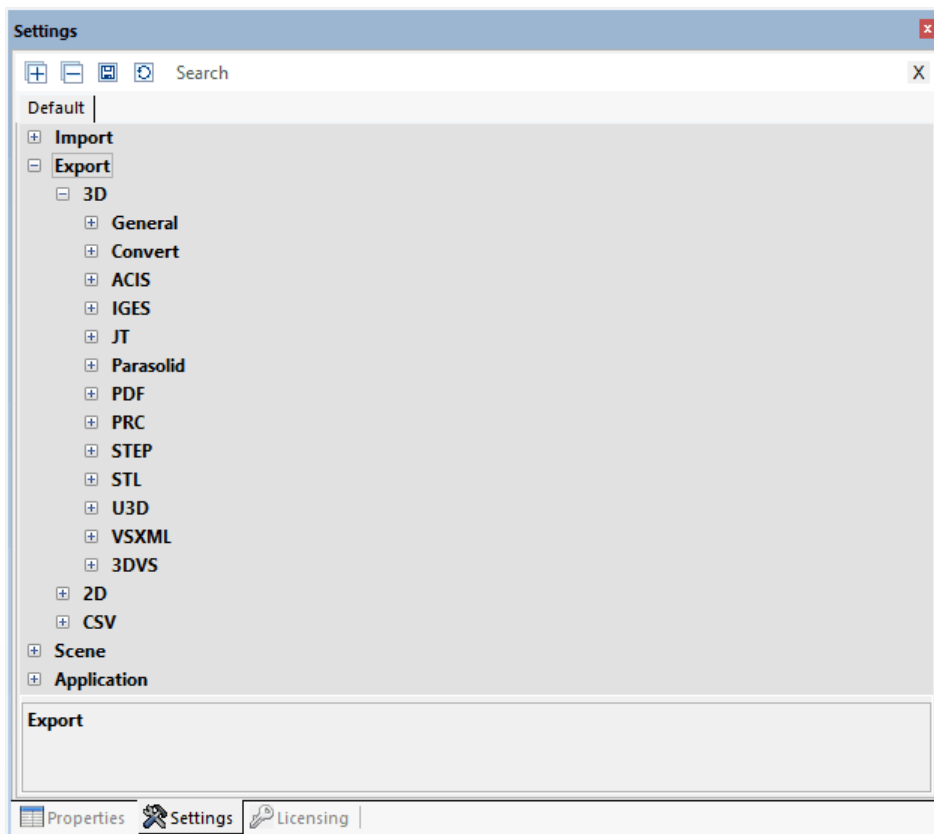 Settings
Search X
Default
Import
Export
3D
General
Convert
ACIS
IGES
JT
Parasolid
PDF
PRC
STEP
STL
U3D
VSXML
3DVS
2D
CSV
Scene
Application
Export
Properties Settings Licensing